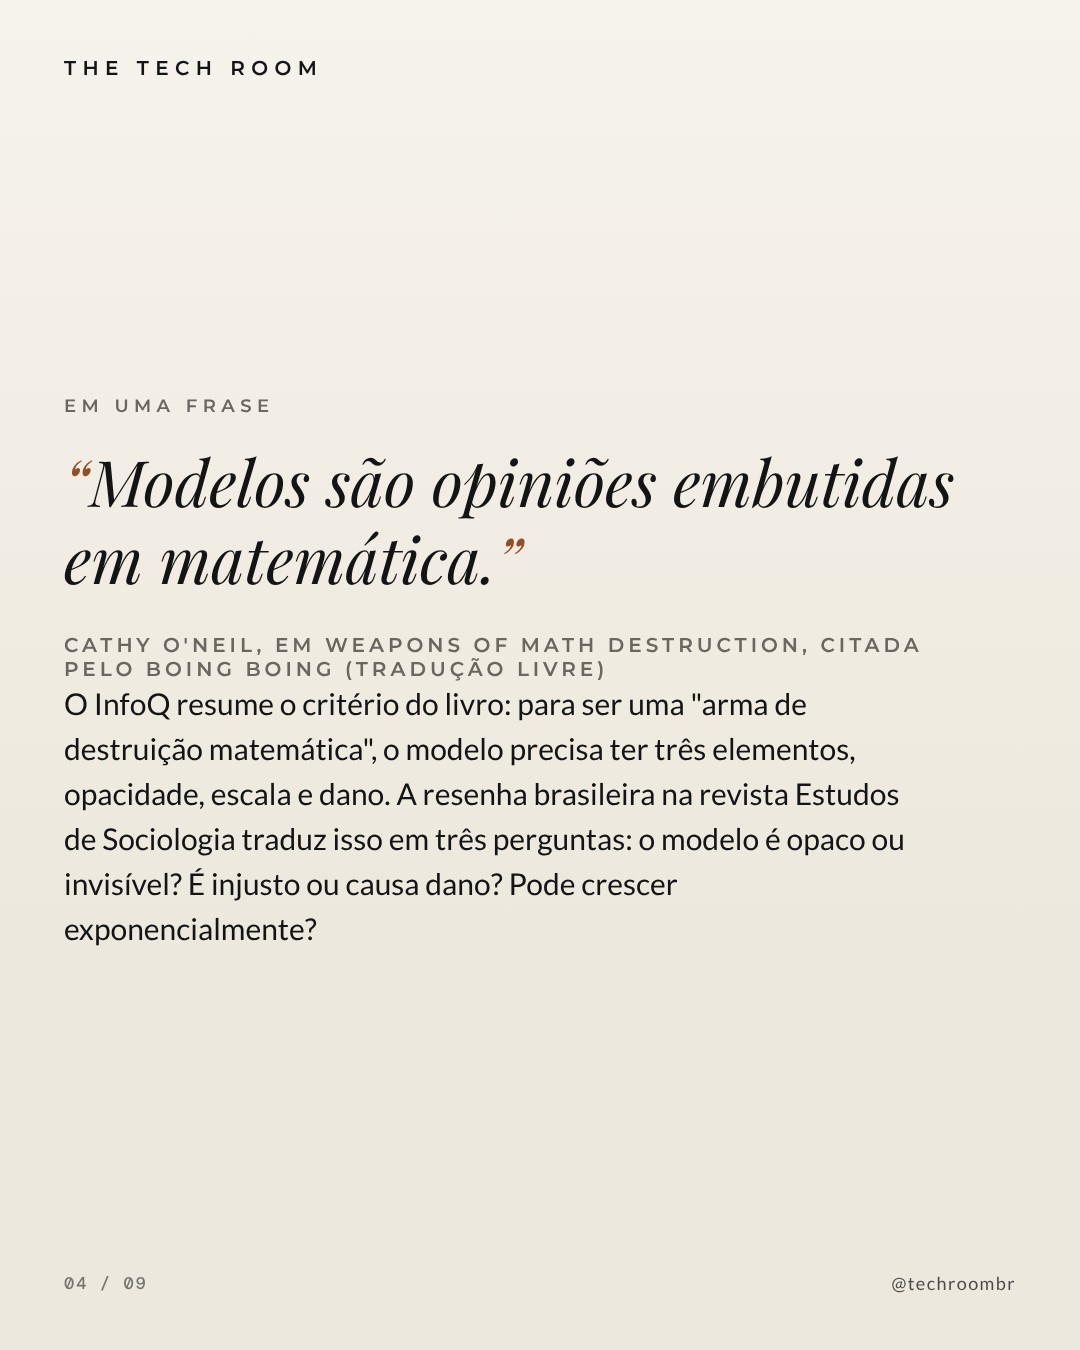 THE TECH ROOM
EM UMA FRASE
“Modelos são opiniões embutidas
em matemática.”
CATHY O'NEIL, EM WEAPONS OF MATH DESTRUCTION, CITADA
PELO BOING BOING (TRADUÇÃO LIVRE)
O InfoQ resume o critério do livro: para ser uma "arma de
destruição matemática", o modelo precisa ter três elementos,
opacidade, escala e dano. A resenha brasileira na revista Estudos
de Sociologia traduz isso em três perguntas: o modelo é opaco ou
invisível? É injusto ou causa dano? Pode crescer
exponencialmente?
04 / 09
@techroombr